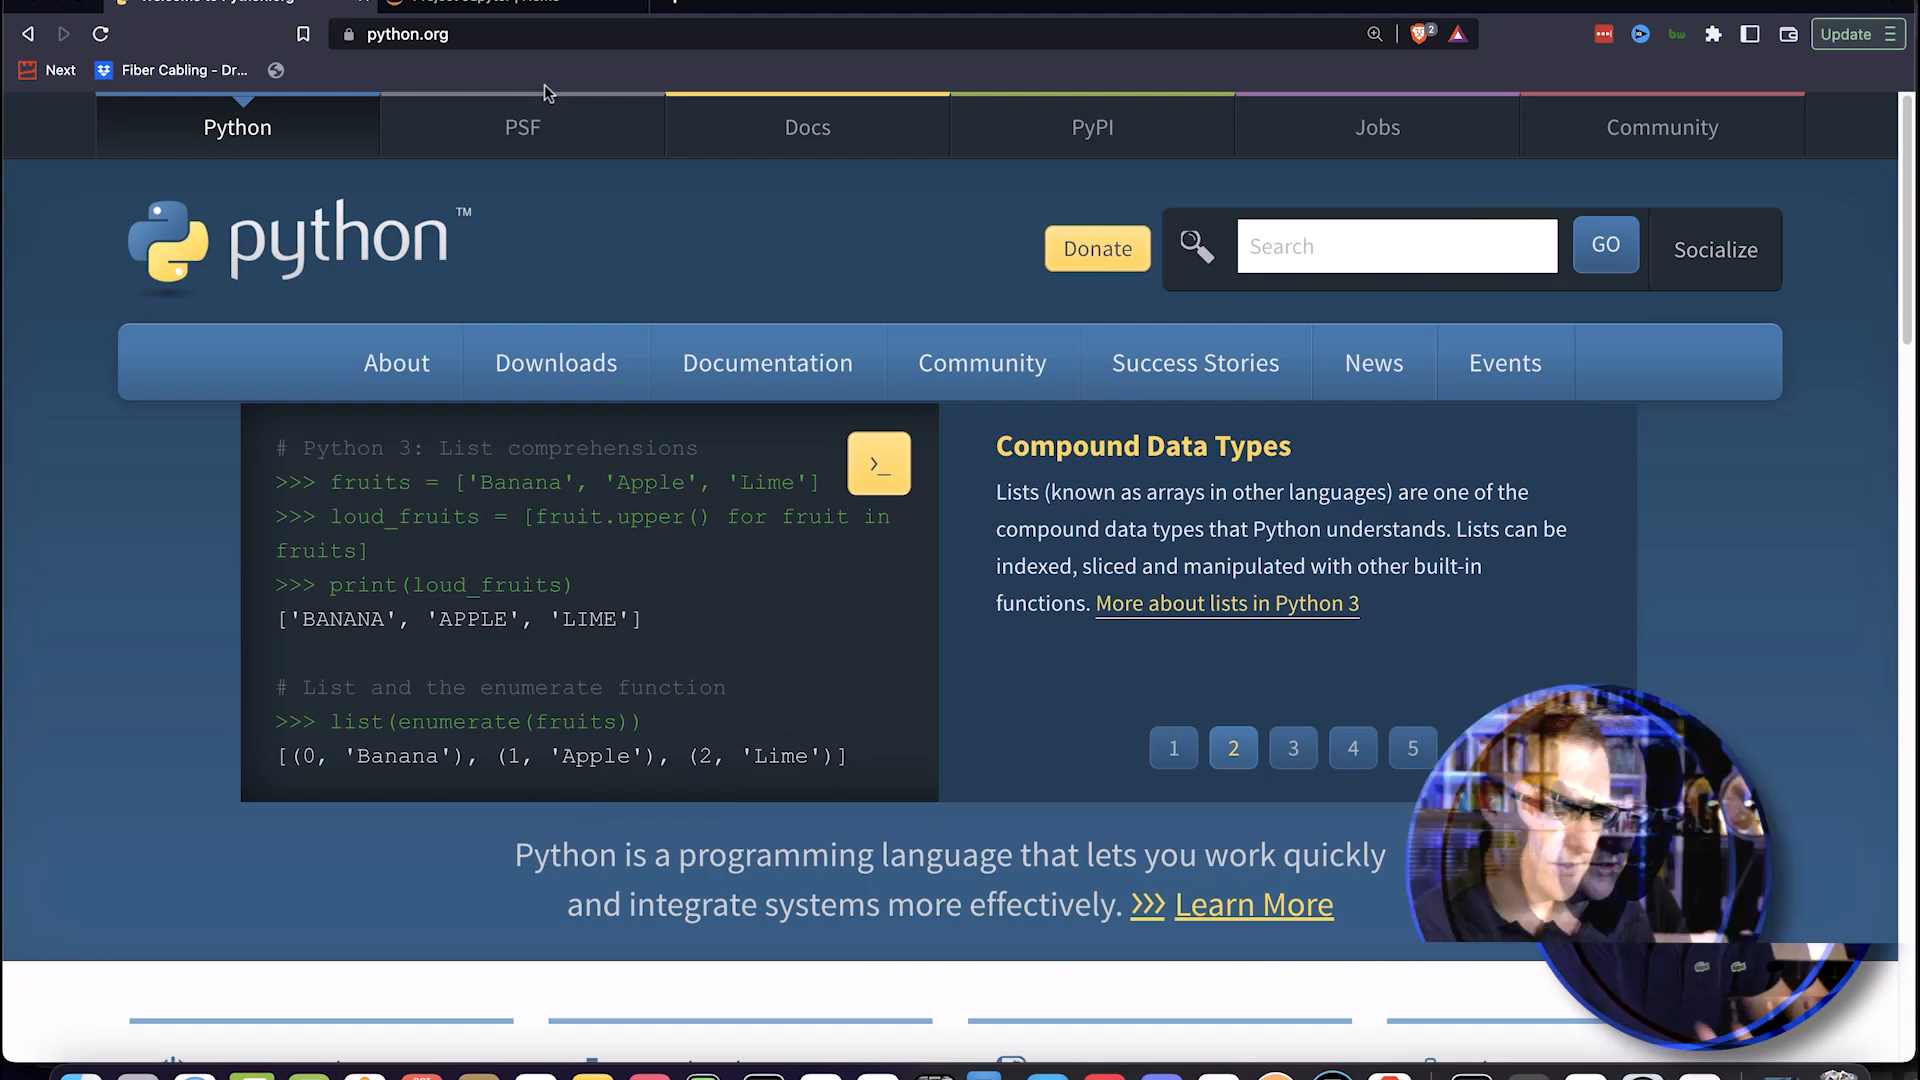 python.org
2
Update
Next
Fiber Cabling - Dr...
Python
PSF
Docs
PyPI
Jobs
Community
python™
Donate
Search
GO
Socialize
About
Downloads
Documentation
Community
Success Stories
News
Events
# Python 3: List comprehensions
>>> fruits = ['Banana', 'Apple', 'Lime']
>>> loud_fruits = [fruit.upper() for fruit in
fruits]
>>> print(loud_fruits)
['BANANA', 'APPLE', 'LIME']
# List and the enumerate function
>>> list(enumerate(fruits))
[(0, 'Banana'), (1, 'Apple'), (2, 'Lime')]
>_
Compound Data Types
Lists (known as arrays in other languages) are one of the
compound data types that Python understands. Lists can be
indexed, sliced and manipulated with other built-in
functions. More about lists in Python 3
1
2
3
4
5
Python is a programming language that lets you work quickly
and integrate systems more effectively. >>> Learn More